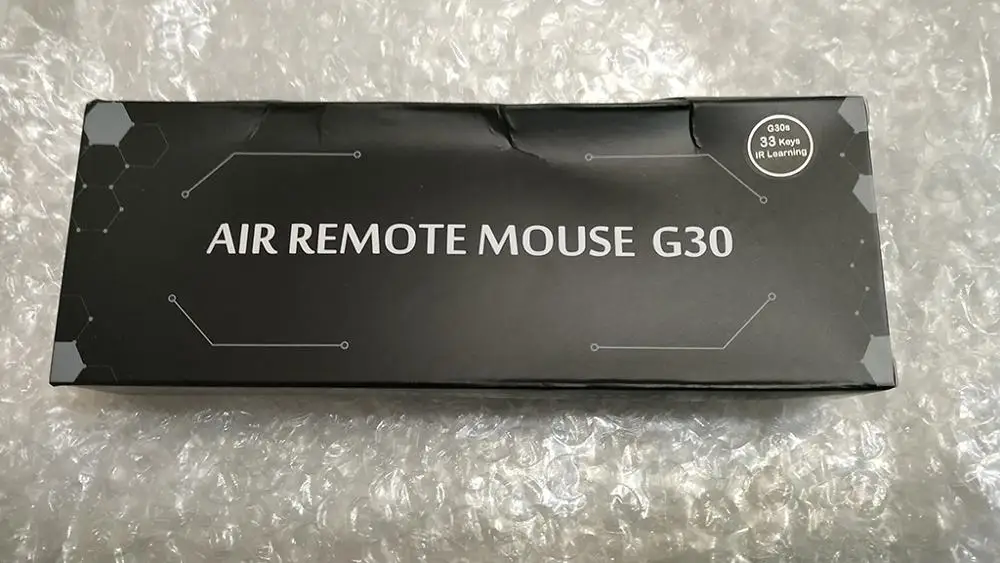 G30s
33 Keys
IR Learning
AIR REMOTE MOUSE G30